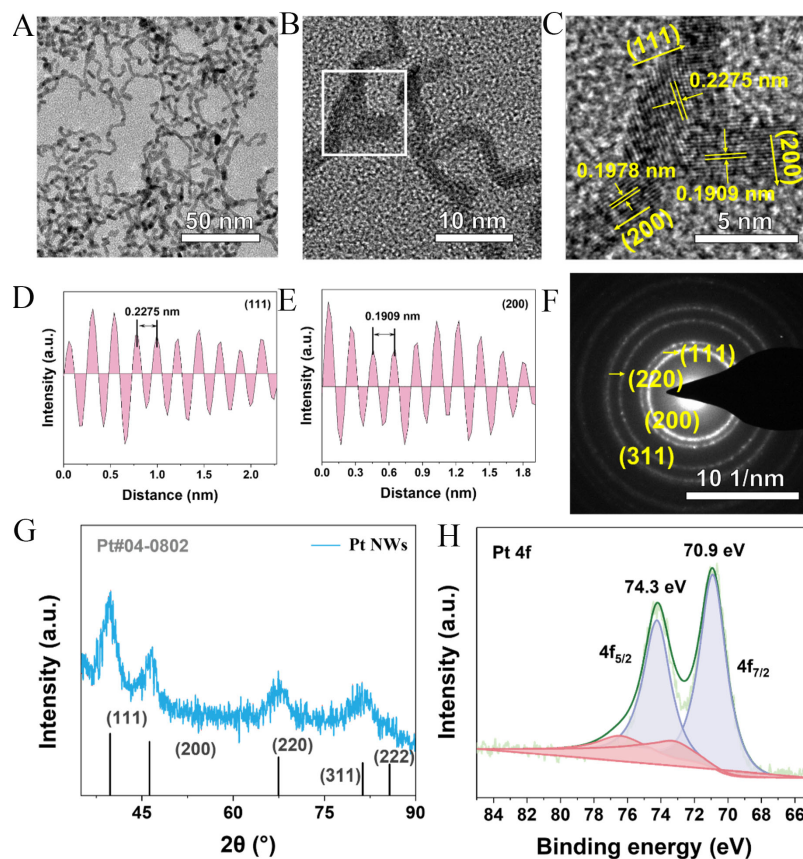 A
50 nm
B
10 nm
C
(111)
0.2275 nm
0.1978
0.1909
(200)
(200)
5 nm
D
Intensity (a.u.)
0.2275 nm
(111)
0.0 0.5 1.0 1.5 2.0
Distance (nm)
E
Intensity (a.u.)
0.1909 nm
(200)
0.0 0.3 0.6 0.9 1.2 1.5 1.8
Distance (nm)
F
(111)
(220)
(200)
(311)
10 1/nm
G
Pt#04-0802
Pt NWs
Intensity (a.u.)
(111)
(200)
(220)
(311)
(222)
45 60 75 90
2θ (°)
H
Pt 4f
70.9 eV
74.3 eV
4f5/2
4f7/2
Intensity (a.u.)
84 82 80 78 76 74 72 70 68 66
Binding energy (eV)